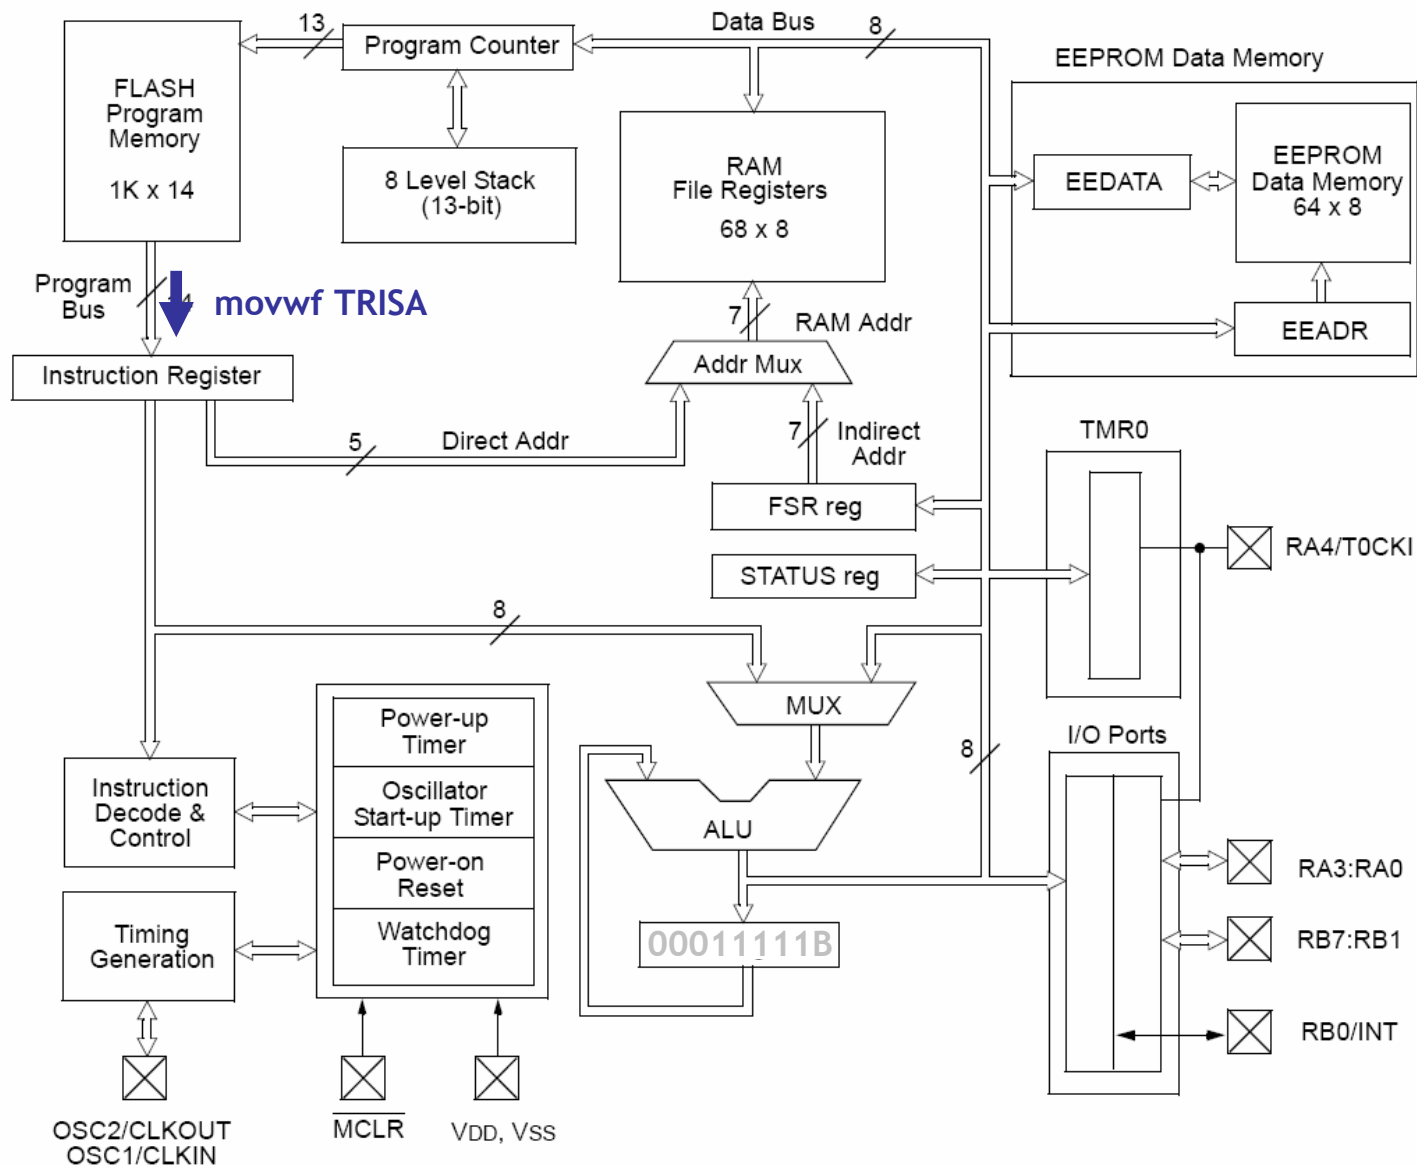 13
Data Bus
8
Program Counter
EEPROM Data Memory
FLASH
Program
Memory
1K x 14
8 Level Stack
(13-bit)
RAM
File Registers
68 x 8
EEDATA
EEPROM
Data Memory
64 x 8
Program
Bus
movwf TRISA
7
RAM Addr
EEADR
Instruction Register
Addr Mux
5
Direct Addr
7
Indirect
Addr
TMR0
FSR reg
RA4/T0CKI
STATUS reg
8
MUX
Power-up
Timer
8
I/O Ports
Instruction
Decode &
Control
Oscillator
Start-up Timer
ALU
Power-on
Reset
RA3:RA0
Timing
Generation
Watchdog
Timer
00011111B
RB7:RB1
RB0/INT
OSC2/CLKOUT
OSC1/CLKIN
MCLR
VDD, VSS